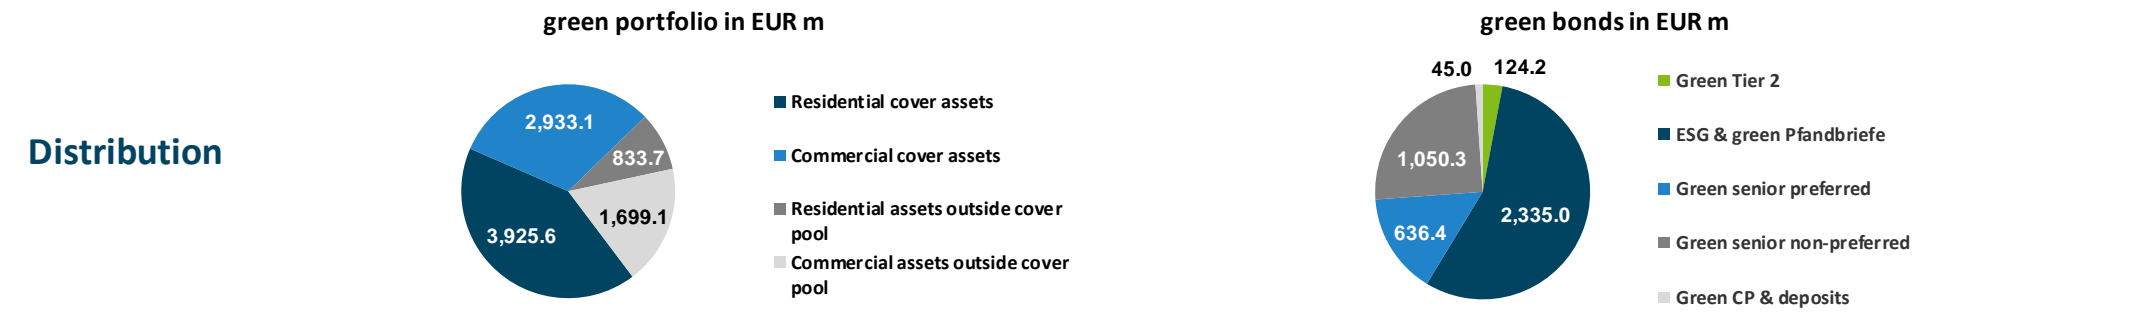 green portfolio in EUR m
green bonds in EUR m
Distribution
2,933.1
833.7
1,699.1
3,925.6
Residential cover assets
Commercial cover assets
Residential assets outside cover
pool
Commercial assets outside cover
pool
45.0
124.2
1,050.3
2,335.0
636.4
Green Tier 2
ESG & green Pfandbriefe
Green senior preferred
Green senior non-preferred
Green CP & deposits